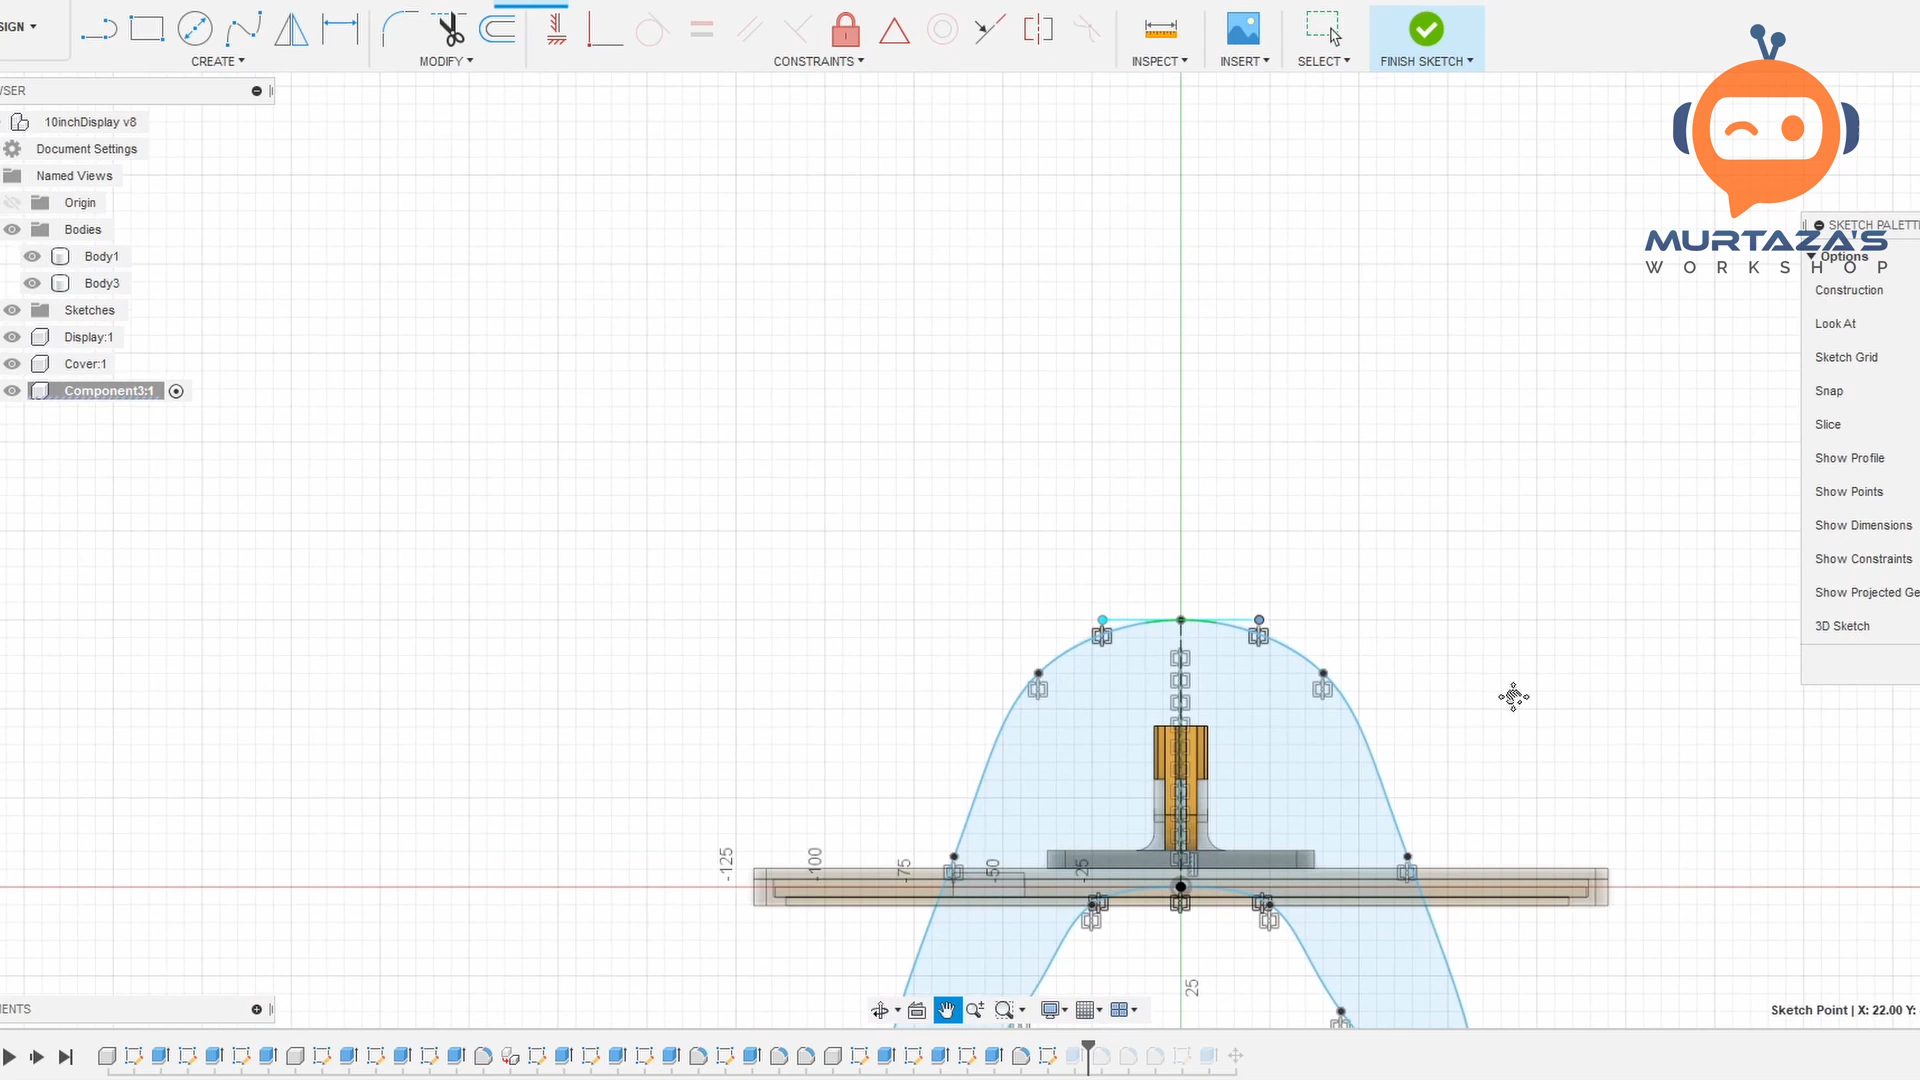 SIGN
CREATE
MODIFY
CONSTRAINTS
INSPECT
INSERT
SELECT
FINISH SKETCH
WSER
10inchDisplay v8
Document Settings
Named Views
Origin
Bodies
Body1
Body3
Sketches
Display:1
Cover:1
Component3:1
MURTAZA'S
WORKSHOP
SKETCH PALETT
Options
Construction
Look At
Sketch Grid
Snap
Slice
Show Profile
Show Points
Show Dimensions
Show Constraints
Show Projected Ge
3D Sketch
-125
-100
-75
-50
-25
25
MENTS
Sketch Point | X: 22.00 Y: